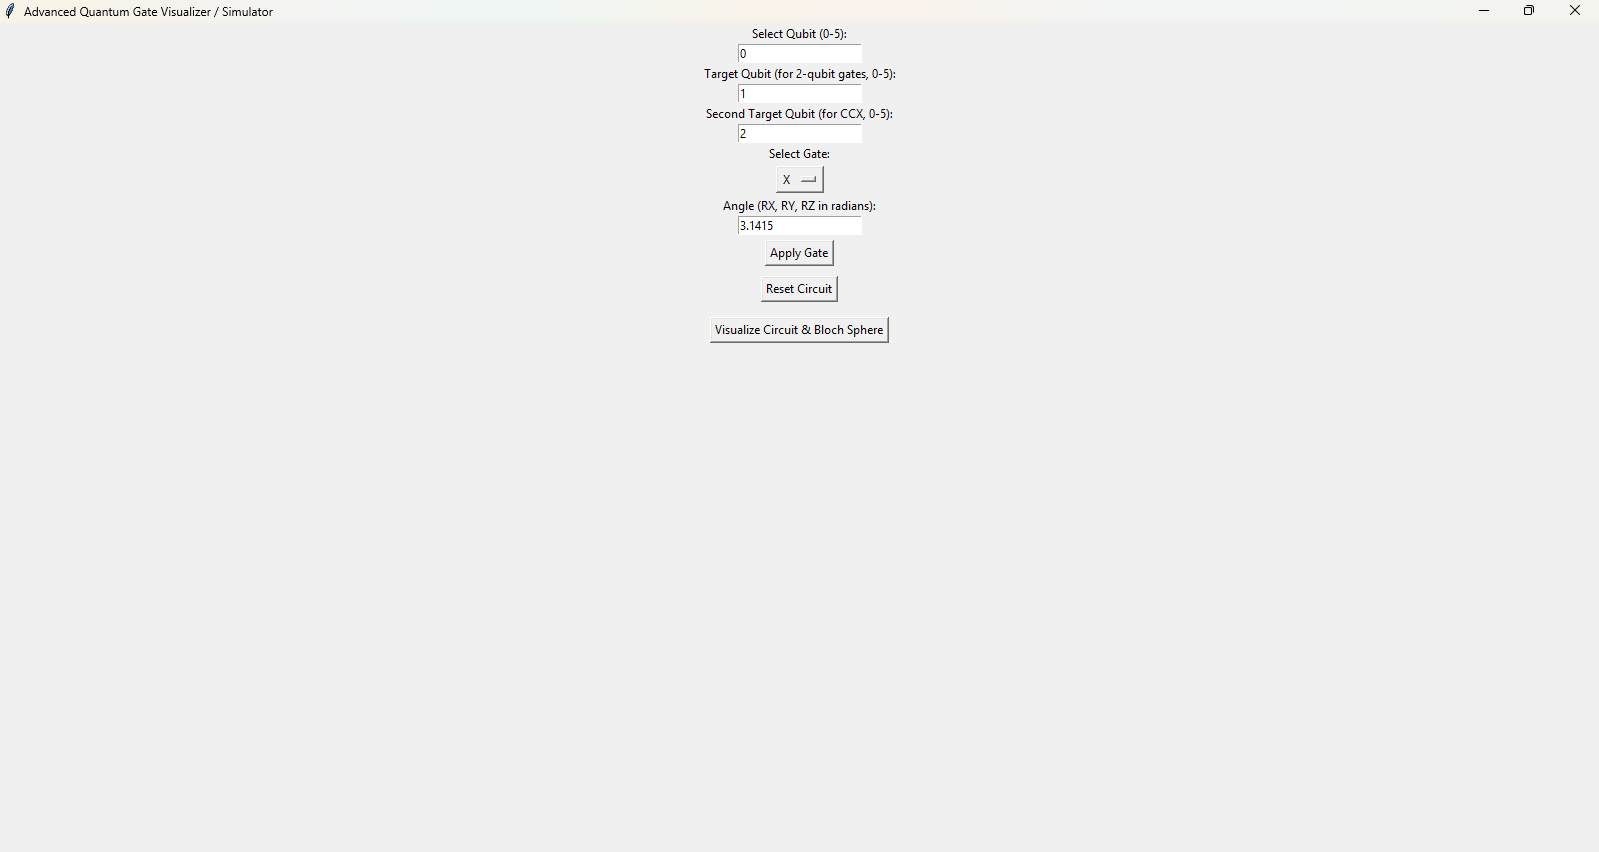 Advanced Quantum Gate Visualizer / Simulator
Select Qubit (0-5):
0
Target Qubit (for 2-qubit gates, 0-5):
1
Second Target Qubit (for CCX, 0-5):
2
Select Gate:
X
Angle (RX, RY, RZ in radians):
3.1415
Apply Gate
Reset Circuit
Visualize Circuit & Bloch Sphere